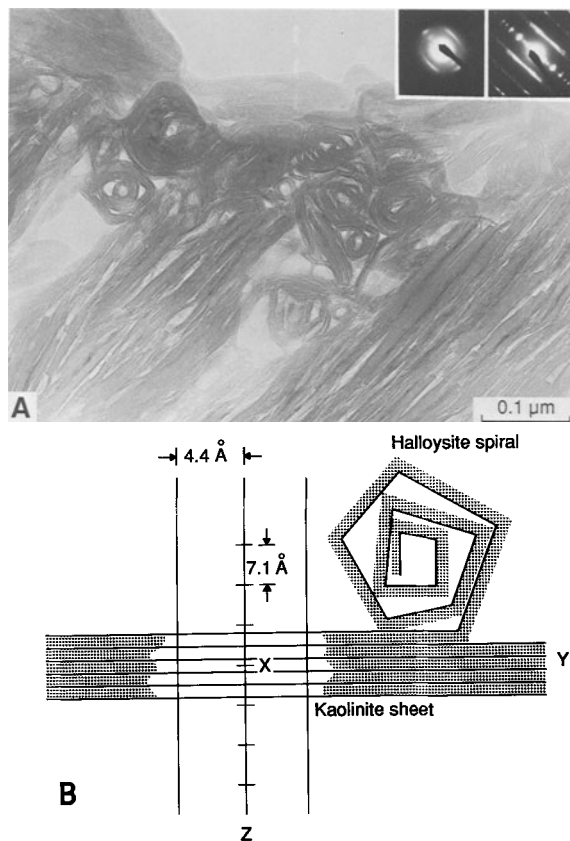 A
0.1 μm
Halloysite spiral
4.4 Å
7.1 Å
X
Y
Kaolinite sheet
B
Z